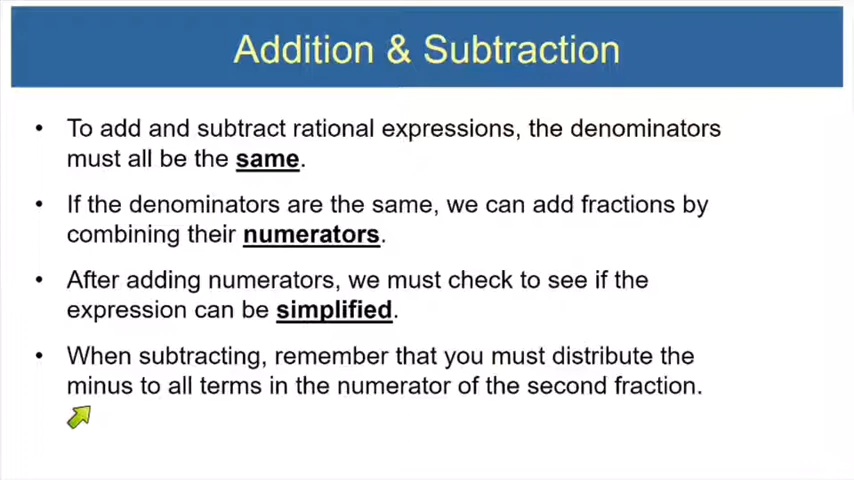 Addition & Subtraction
• To add and subtract rational expressions, the denominators
must all be the same.
• If the denominators are the same, we can add fractions by
combining their numerators.
• After adding numerators, we must check to see if the
expression can be simplified.
• When subtracting, remember that you must distribute the
minus to all terms in the numerator of the second fraction.